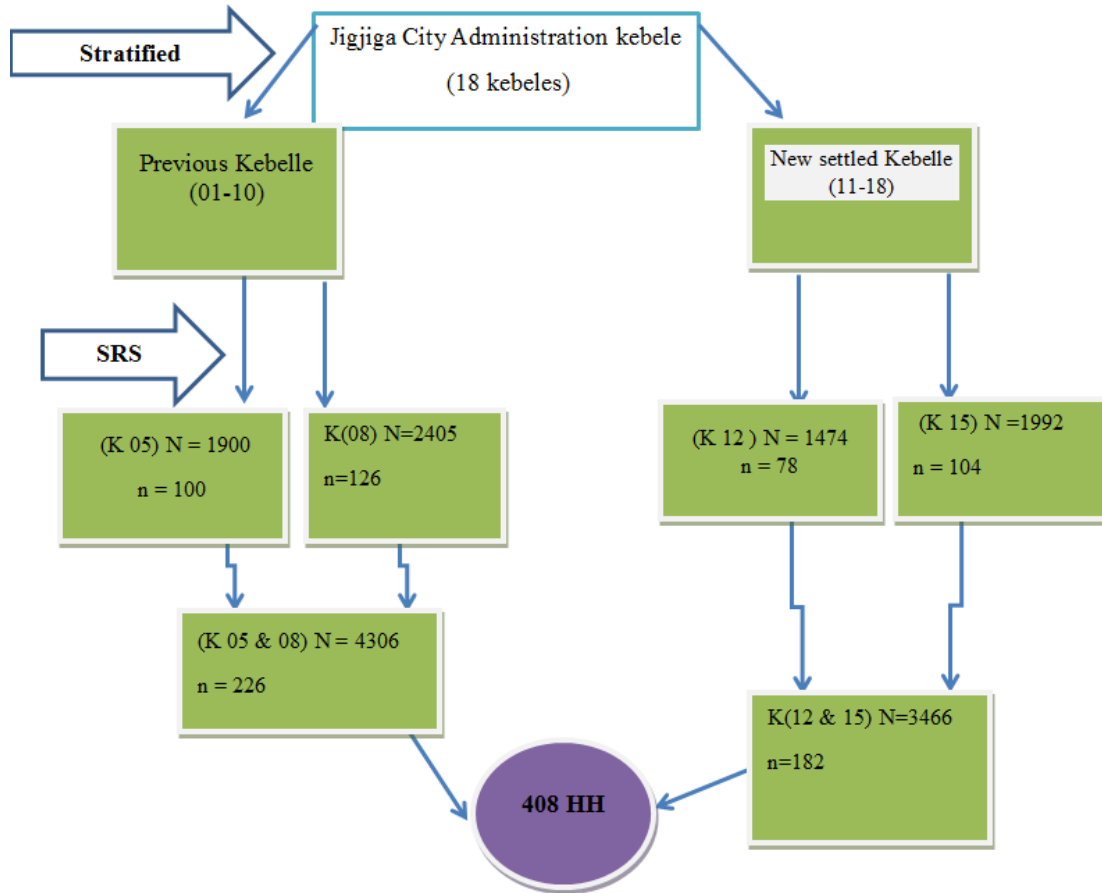 Stratified
Jigjiga City Administration kebele
(18 kebeles)
Previous Kebelle
(01-10)
New settled Kebelle
(11-18)
SRS
(K 05) N = 1900
n = 100
K(08) N=2405
n=126
(K 12 ) N = 1474
n = 78
(K 15) N =1992
n = 104
(K 05 & 08) N = 4306
n = 226
K(12 & 15) N=3466
n=182
408 HH